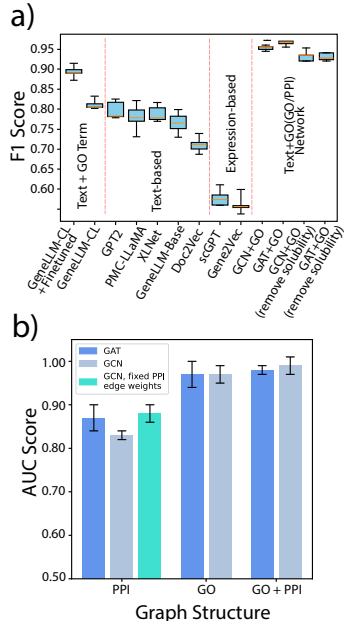 a)
F1 Score
0.95
0.90
0.85
0.80
0.75
0.70
0.65
0.60
Text + GO Term
Text-based
Expression-based
Text+GO(GO/PPI)
Network
GeneLLM-CL
+ Finetuned
GeneLLM-CL
GPT2
PMC-LLaMA
XLNet
GeneLLM-Base
Doc2Vec
scGPT
Gene2Vec
GCN+GO
GAT+GO
GCN+GO
(remove solubility)
GAT+GO
(remove solubility)
b)
AUC Score
1.00
0.90
0.80
0.70
0.60
0.50
GAT
GCN
GCN, fixed PPI
edge weights
PPI
GO
GO + PPI
Graph Structure